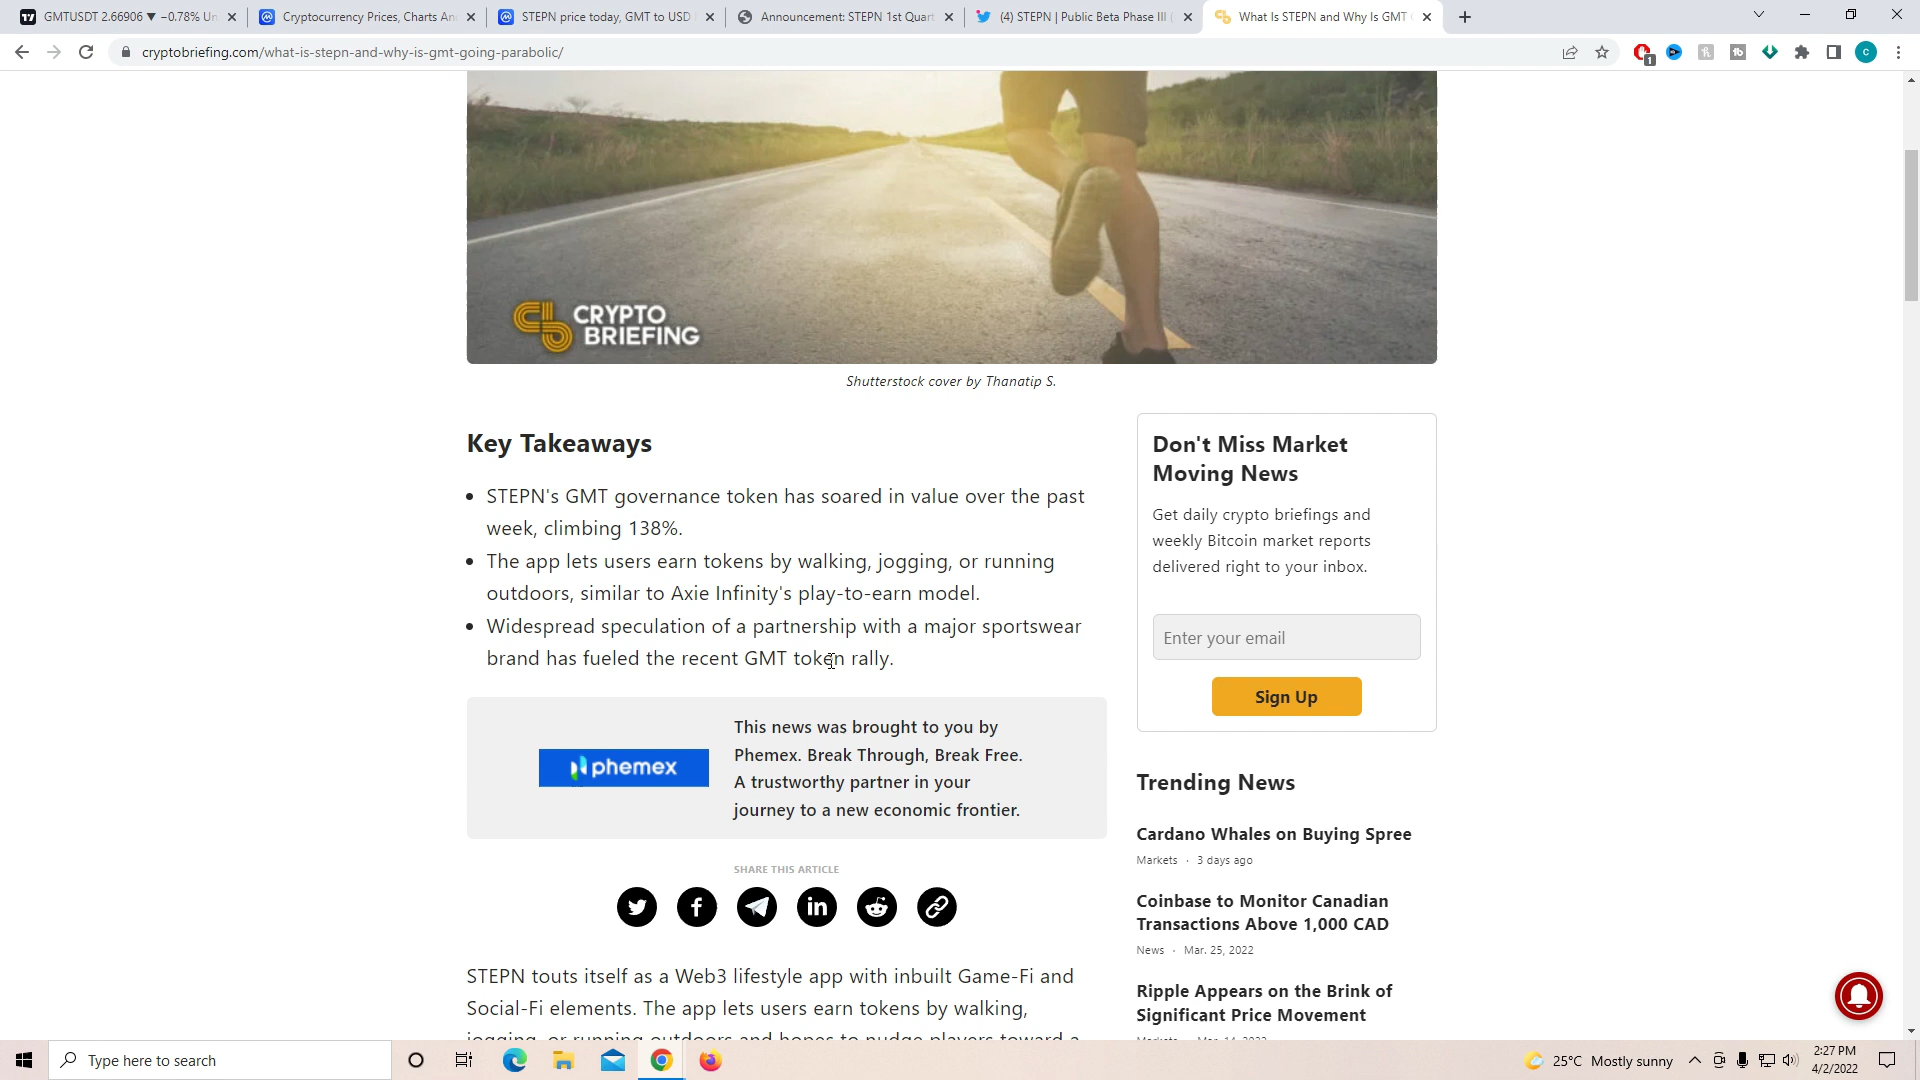 GMTUSDT 2.66906 ▼ −0.78% Un
Cryptocurrency Prices, Charts An
STEPN price today, GMT to USD
Announcement: STEPN 1st Quart
(4) STEPN | Public Beta Phase III (
What Is STEPN and Why Is GMT
cryptobriefing.com/what-is-stepn-and-why-is-gmt-going-parabolic/
1
C
CRYPTO
BRIEFING
Shutterstock cover by Thanatip S.
Key Takeaways
• STEPN's GMT governance token has soared in value over the past
week, climbing 138%.
• The app lets users earn tokens by walking, jogging, or running
outdoors, similar to Axie Infinity's play-to-earn model.
• Widespread speculation of a partnership with a major sportswear
brand has fueled the recent GMT token rally.
phemex
This news was brought to you by
Phemex. Break Through, Break Free.
A trustworthy partner in your
journey to a new economic frontier.
SHARE THIS ARTICLE
STEPN touts itself as a Web3 lifestyle app with inbuilt Game-Fi and
Social-Fi elements. The app lets users earn tokens by walking,
jogging, or running outdoors and hopes to nudge players toward a
Don't Miss Market
Moving News
Get daily crypto briefings and
weekly Bitcoin market reports
delivered right to your inbox.
Enter your email
Sign Up
Trending News
Cardano Whales on Buying Spree
Markets · 3 days ago
Coinbase to Monitor Canadian
Transactions Above 1,000 CAD
News · Mar. 25, 2022
Ripple Appears on the Brink of
Significant Price Movement
Type here to search
25°C Mostly sunny
2:27 PM
4/2/2022